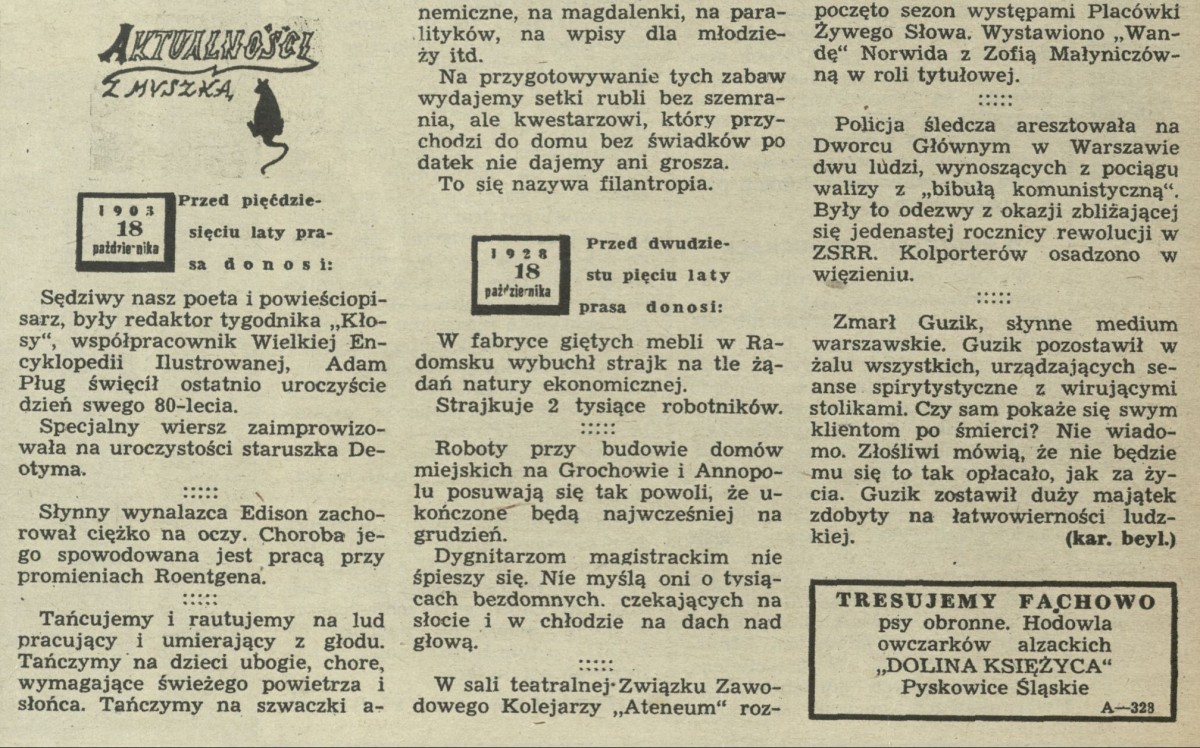 AKTUALNOŚCI
Z MYSZKĄ
1903
18
października
Przed pięćdzie-
sięciu laty pra-
sa donosi:
Sędziwy nasz poeta i powieściopi-
sarz, były redaktor tygodnika „Kło-
sy“, współpracownik Wielkiej En-
cyklopedii Ilustrowanej, Adam
Pług święcił ostatnio uroczyście
dzień swego 80-lecia.
Specjalny wiersz zaimprowizo-
wała na uroczystości staruszka De-
otyma.
:::::
Słynny wynalazca Edison zacho-
rował ciężko na oczy. Choroba je-
go spowodowana jest pracą przy
promieniach Roentgena.
:::::
Tańcujemy i rautujemy na lud
pracujący i umierający z głodu.
Tańczymy na dzieci ubogie, chore,
wymagające świeżego powietrza i
słońca. Tańczymy na szwaczki a-
nemiczne, na magdalenki, na para-
lityków, na wpisy dla młodzie-
ży itd.
Na przygotowywanie tych zabaw
wydajemy setki rubli bez szemra-
nia, ale kwestarzowi, który przy-
chodzi do domu bez świadków po
datek nie dajemy ani grosza.
To się nazywa filantropia.
1928
18
października
Przed dwudzie-
stu pięciu laty
prasa donosi:
W fabryce giętych mebli w Ra-
domsku wybuchł strajk na tle żą-
dań natury ekonomicznej.
Strajkuje 2 tysiące robotników.
:::::
Roboty przy budowie domów
miejskich na Grochowie i Annopo-
lu posuwają się tak powoli, że u-
kończone będą najwcześniej na
grudzień.
Dygnitarzom magistrackim nie
śpieszy się. Nie myślą oni o tysią-
cach bezdomnych. czekających na
słocie i w chłodzie na dach nad
głową.
:::::
W sali teatralnej Związku Zawo-
dowego Kolejarzy „Ateneum“ roz-
poczęto sezon występami Placówki
Żywego Słowa. Wystawiono „Wan-
dę“ Norwida z Zofią Małyniczów-
ną w roli tytułowej.
:::::
Policja śledcza aresztowała na
Dworcu Głównym w Warszawie
dwu ludzi, wynoszących z pociągu
walizy z „bibułą komunistyczną“.
Były to odezwy z okazji zbliżającej
się jedenastej rocznicy rewolucji w
ZSRR. Kolporterów osadzono w
więzieniu.
:::::
Zmarł Guzik, słynne medium
warszawskie. Guzik pozostawił w
żalu wszystkich, urządzających se-
anse spirytystyczne z wirującymi
stolikami. Czy sam pokaże się swym
klientom po śmierci? Nie wiado-
mo. Złośliwi mówią, że nie będzie
mu się to tak opłacało, jak za ży-
cia. Guzik zostawił duży majątek
zdobyty na łatwowierności ludz-
kiej. (kar. beyl.)
TRESUJEMY FACHOWO
psy obronne. Hodowla
owczarków alzackich
„DOLINA KSIĘŻYCA“
Pyskowice Śląskie
A—328